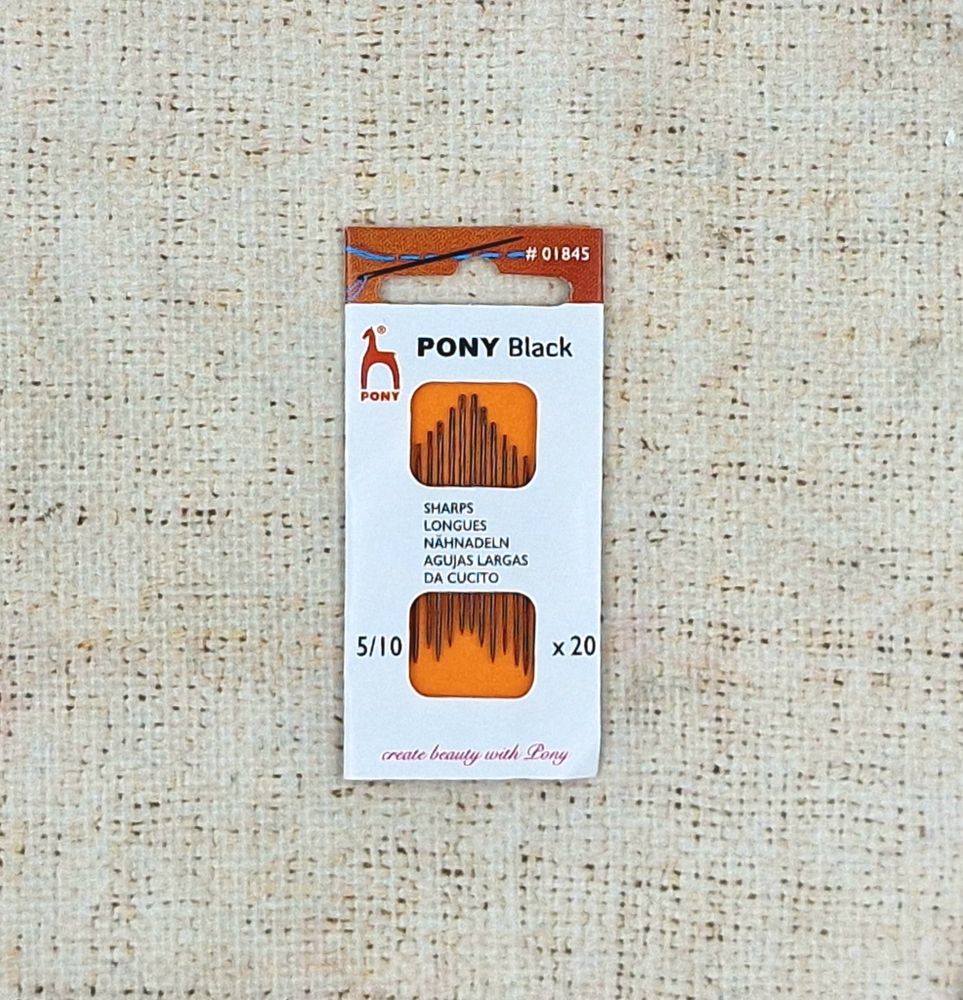 # 01845
®
PONY
PONY Black
SHARPS
LONGUES
NÄHNADELN
AGUJAS LARGAS
DA CUCITO
5/10
x 20
create beauty with Pony